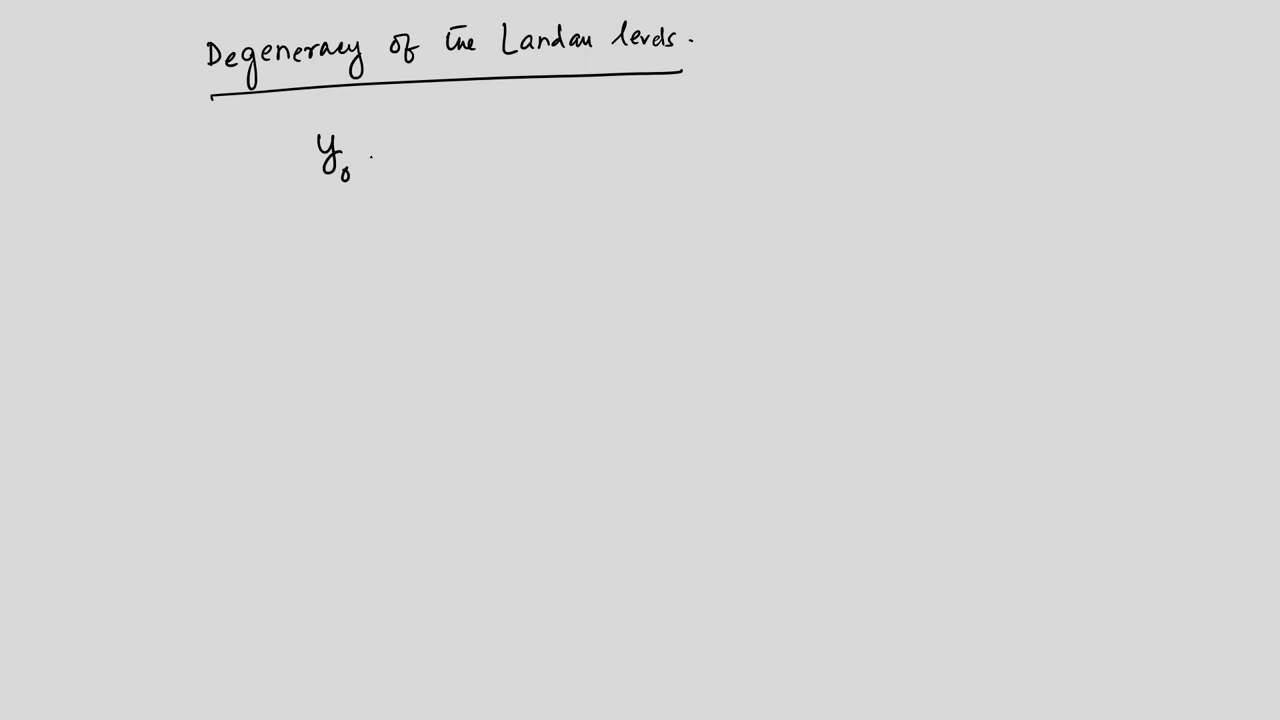 Degeneracy of the Landau levels.
y₀